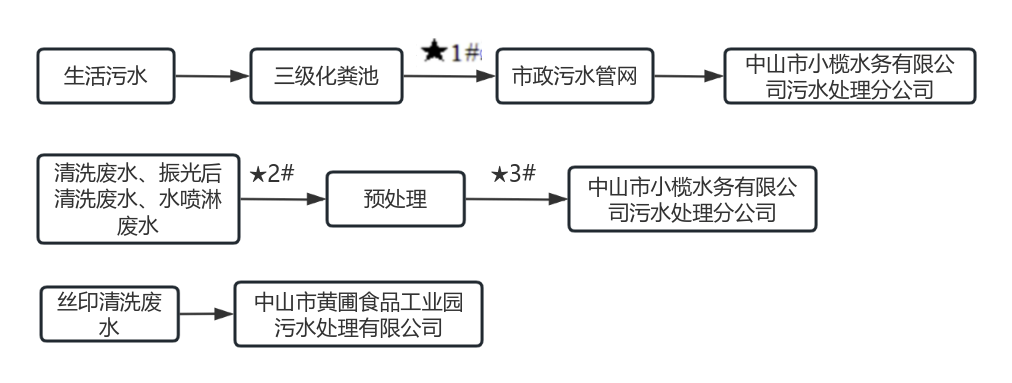 ★1#
生活污水
三级化粪池
市政污水管网
中山市小榄水务有限公
司污水处理分公司
清洗废水、振光后
清洗废水、水喷淋
废水
★2#
预处理
★3#
中山市小榄水务有限公
司污水处理分公司
丝印清洗废
水
中山市黄圃食品工业园
污水处理有限公司